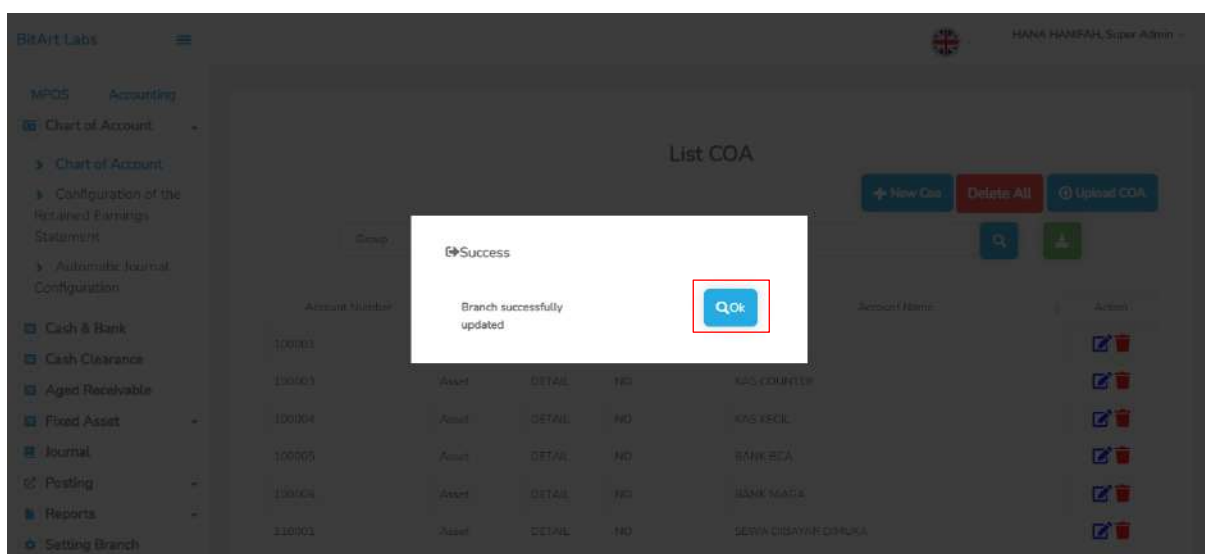 BitArt Labs
HANA HANIFAH, Super Admin
MPOS Accounting
Chart of Account
Chart of Account
Configuration of the
Retained Earnings
Statement
Automatic Journal
Configuration
Cash & Bank
Cash Clearance
Aged Receivable
Fixed Asset
Journal
Posting
Reports
Setting Branch
List COA
New Coa Delete All Upload COA
Group
Success
Branch successfully
updated
Ok
Account Number Account Name Action
100003 Asset DETAIL NO KAS COUNTER
100004 Asset DETAIL NO KAS KECIL
100005 Asset DETAIL NO BANK BCA
100006 Asset DETAIL NO BANK NIAGA
110001 Asset DETAIL NO SEWA DIBAYAR DIMUKA